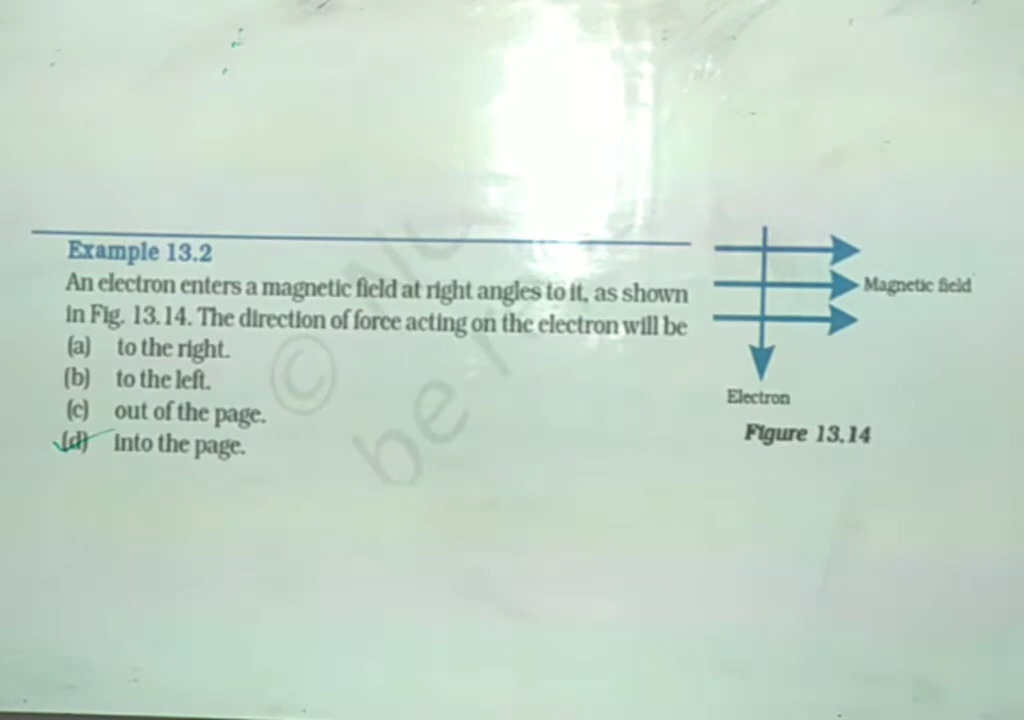 Example 13.2
An electron enters a magnetic field at right angles to it, as shown
in Fig. 13.14. The direction of force acting on the electron will be
(a) to the right.
(b) to the left.
(c) out of the page.
(d) into the page.
Magnetic field
Electron
Figure 13.14
©
be r